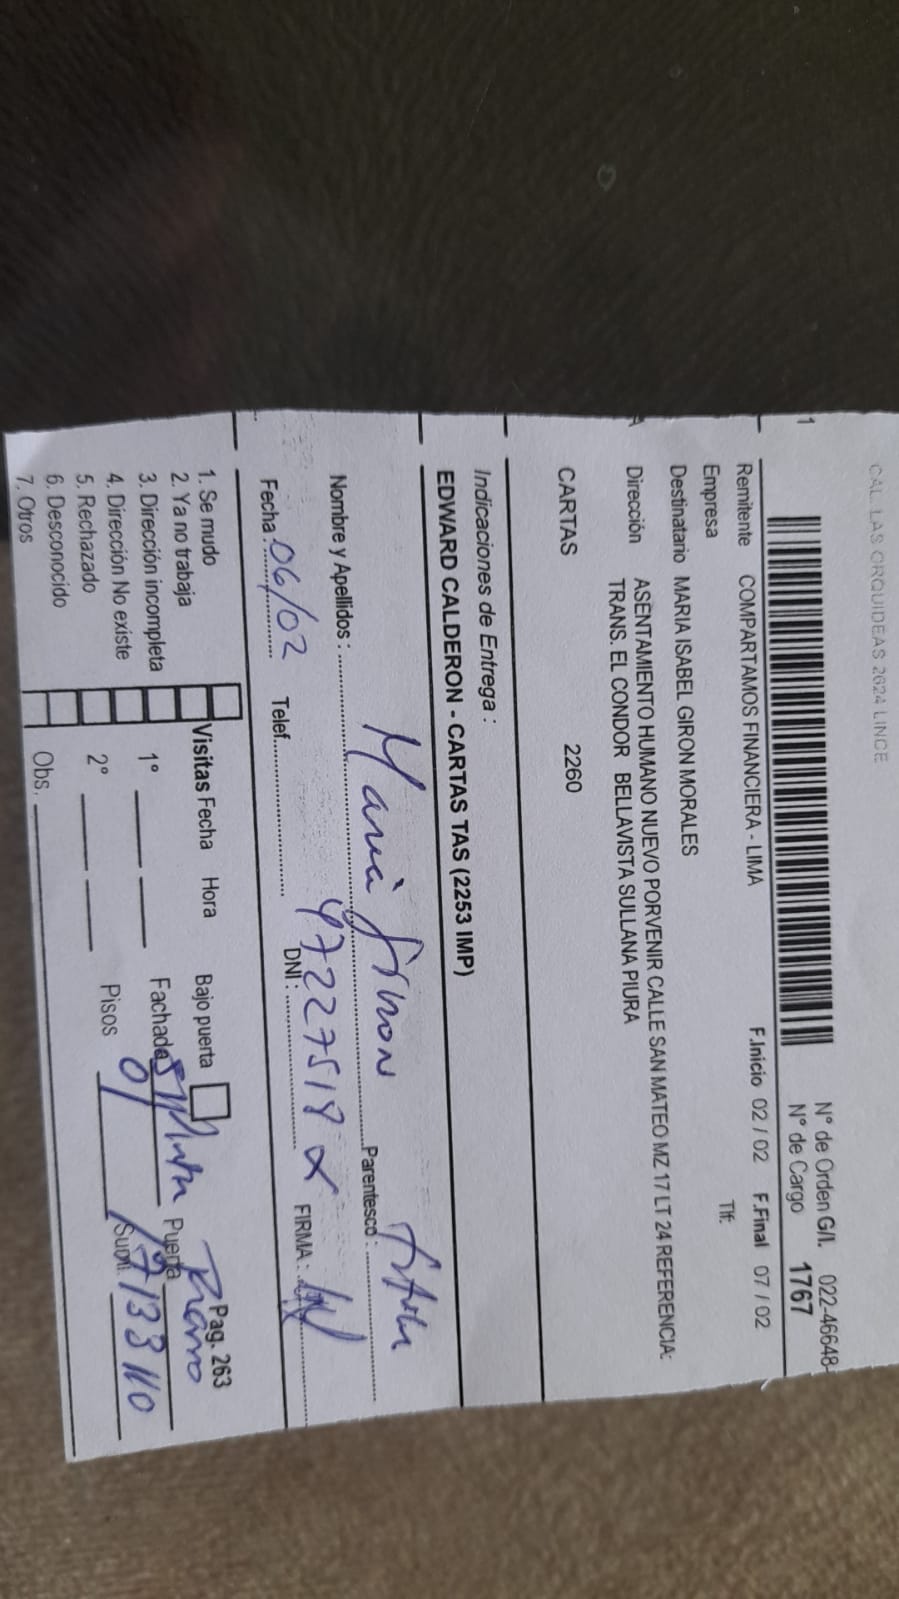 CAL. LAS ORQUIDEAS 2624 LINCE
1
N° de Orden G/I. 022-46648-
N° de Cargo 1767
Remitente COMPARTAMOS FINANCIERA - LIMA F.Inicio 02 / 02 F.Final 07 / 02
Empresa Tlf:
Destinatario MARIA ISABEL GIRON MORALES
Dirección ASENTAMIENTO HUMANO NUEVO PORVENIR CALLE SAN MATEO MZ 17 LT 24 REFERENCIA:
TRANS. EL CONDOR BELLAVISTA SULLANA PIURA
CARTAS 2260
Indicaciones de Entrega :
EDWARD CALDERON - CARTAS TAS (2253 IMP)
Nombre y Apellidos : Maria Giron Parentesco :
Fecha: 06/02 Telef. DNI : 47227518 FIRMA :
1. Se mudo
2. Ya no trabaja
3. Dirección incompleta
4. Dirección No existe
5. Rechazado
6. Desconocido
7. Otros
Visitas Fecha Hora
1°
2°
Obs.
Bajo puerta
Pag. 263
Fachada Puerta
Pisos 01 Sumi.